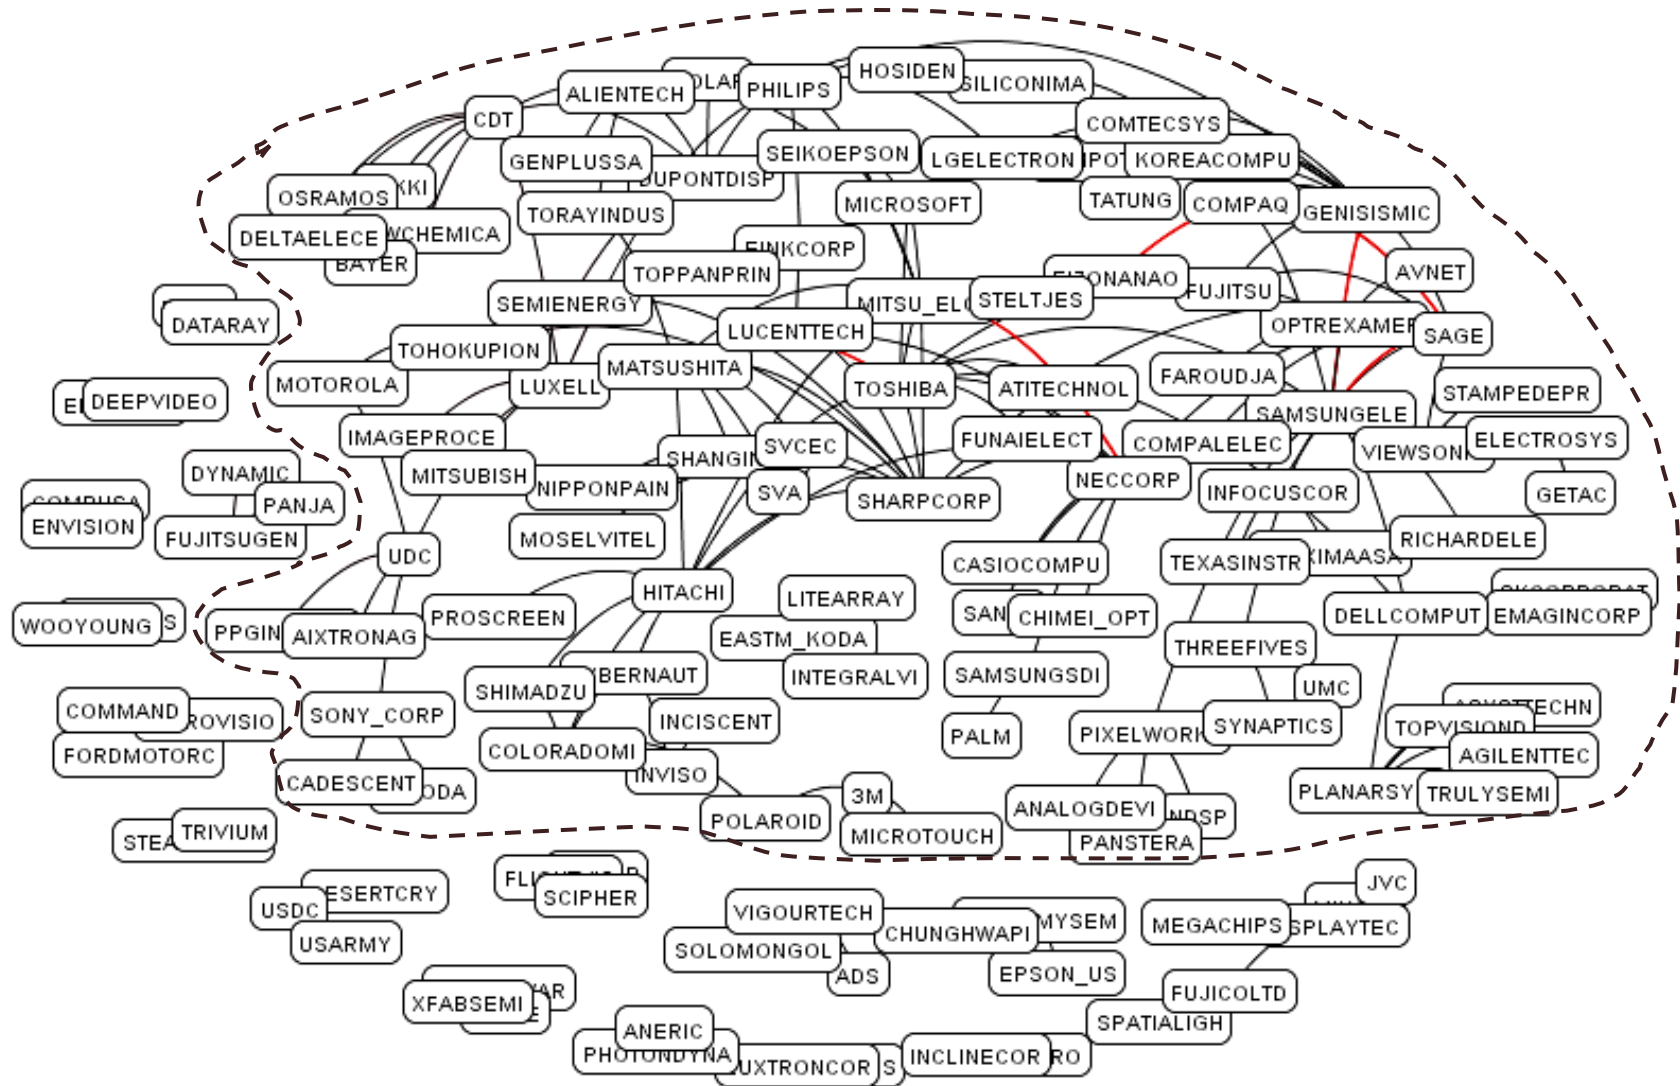 HOSIDEN
SILICONIMA
PHILIPS
ALIENTECH
CDT
COMTECSYS
GENPLUSSA
SEIKOEPSON
LGELECTRON
KOREACOMPU
DUPONTDISP
OSRAMOS
TORAYINDUS
MICROSOFT
TATUNG
COMPAQ
GENISISMIC
DELTAELECE
BAYER
EINKCORP
TOPPANPRIN
AVNET
FUJITSU
SEMIENERGY
STELTJES
DATARAY
LUCENTTECH
SAGE
TOHOKUPION
MATSUSHITA
MOTOROLA
LUXELL
TOSHIBA
ATITECHNOL
FAROUDJA
STAMPEDEPR
DEEPVIDEO
SAMSUNGELE
IMAGEPROCE
SVCEC
FUNAIELECT
COMPALELEC
ELECTROSYS
DYNAMIC
MITSUBISH
NIPPONPAIN
SVA
SHARPCORP
NECCORP
INFOCUSCOR
GETAC
PANJA
ENVISION
FUJITSUGEN
MOSELVITEL
RICHARDELE
UDC
CASIOCOMPU
TEXASINSTR
HITACHI
LITEARRAY
PROSCREEN
CHIMEI_OPT
DELLCOMPUT
EMAGINCORP
WOOYOUNG
AIXTRONAG
EASTM_KODA
THREEFIVES
INTEGRALVI
SAMSUNGSDI
SHIMADZU
UMC
COMMAND
SONY_CORP
INCISCENT
SYNAPTICS
TOPVISIOND
PALM
FORDMOTORC
COLORADOMI
AGILENTTEC
INVISO
CADESCENT
PLANARSY
TRULYSEMI
3M
ANALOGDEVI
POLAROID
TRIVIUM
MICROTOUCH
PANSTERA
JVC
SCIPHER
USDC
VIGOURTECH
MEGACHIPS
CHUNGHWAPI
USARMY
SOLOMONGOL
ADS
EPSON_US
FUJICOLTD
XFABSEMI
SPATIALIGH
ANERIC
PHOTONDYNA
INCLINECOR